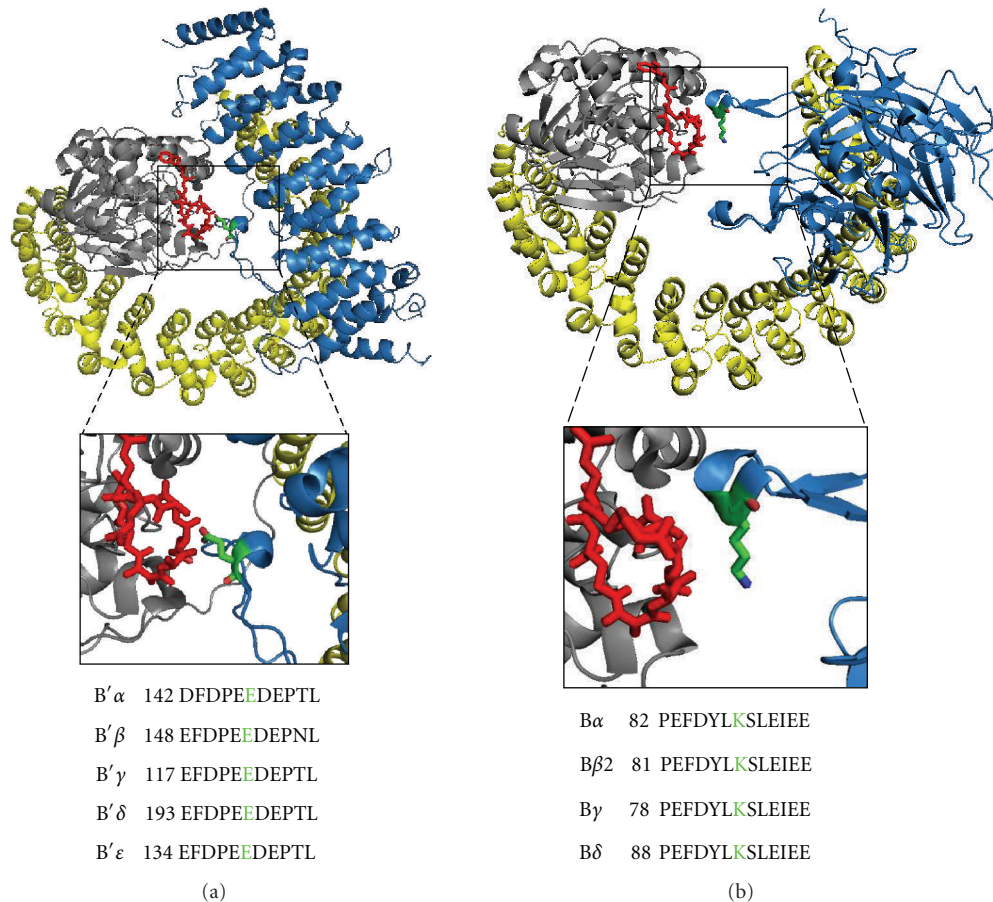 B′α 142 DFDPEEDEPTL
B′β 148 EFDPEEDEPNL
B′γ 117 EFDPEEDEPTL
B′δ 193 EFDPEEDEPTL
B′ε 134 EFDPEEDEPTL
(a)
Bα 82 PEFDYLKSLEIEE
Bβ2 81 PEFDYLKSLEIEE
Bγ 78 PEFDYLKSLEIEE
Bδ 88 PEFDYLKSLEIEE
(b)